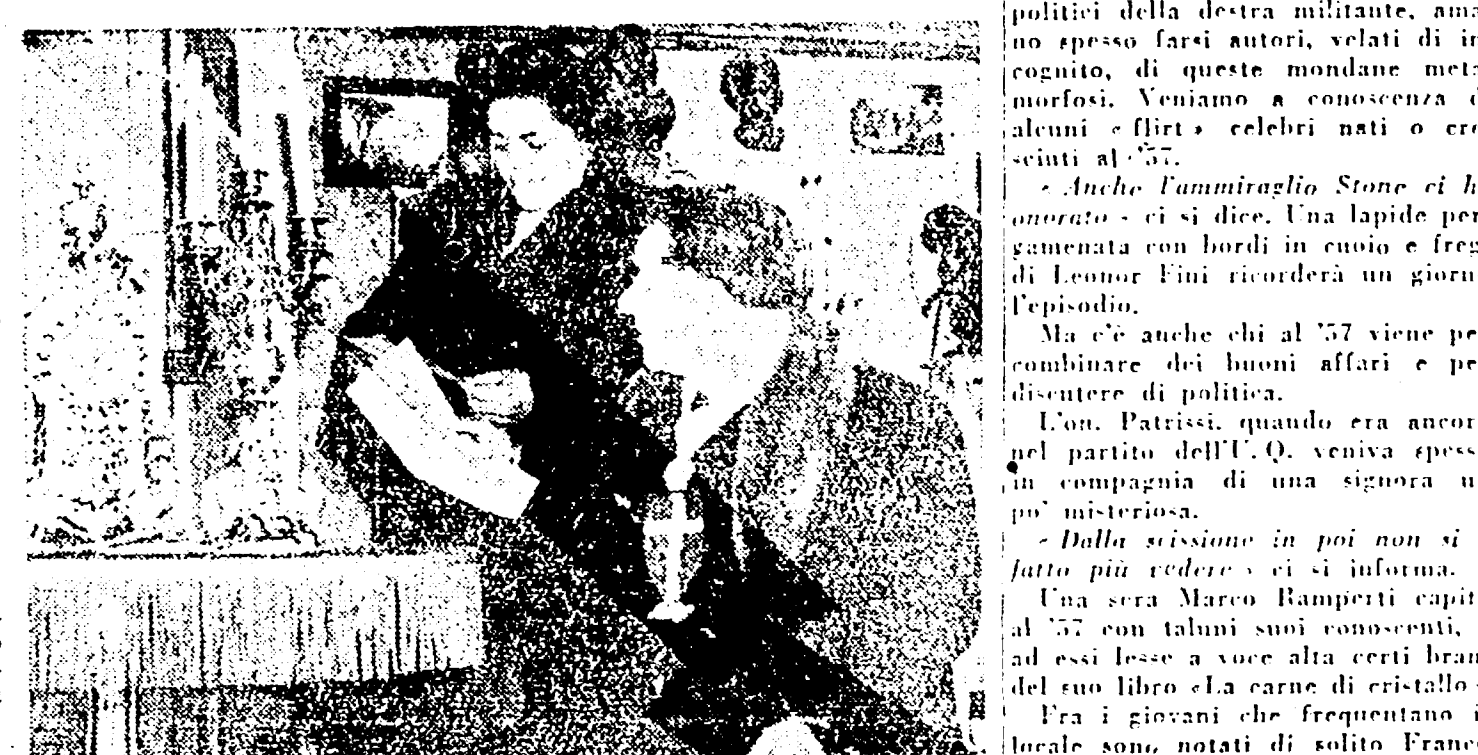 politici della destra militante, ama
no spesso farsi autori, velati di in
cognito, di queste mondane meta
morfosi. Veniamo a conoscenza d
alcuni « flirt » celebri nati o cre
sciuti al '57.
« Anche l'ammiraglio Stone ci h
onorato » ci si dice. Una lapide per
gamenata con bordi in cuoio e freg
di Leonor Fini ricorderà un giorn
l'episodio.
Ma c'è anche chi al '57 viene pe
combinare dei buoni affari e pe
discutere di politica.
L'on. Patrissi, quando era ancor
nel partito dell'U. Q. veniva spess
in compagnia di una signora u
po' misteriosa.
« Dalla scissione in poi non si
fatto più vedere » ci si informa.
Una sera Marco Ramperti capit
al '57 con taluni suoi conoscenti,
ad essi lesse a voce alta certi bran
del suo libro «La carne di cristallo»
Fra i giovani che frequentano i
locale sono notati di solito Franc